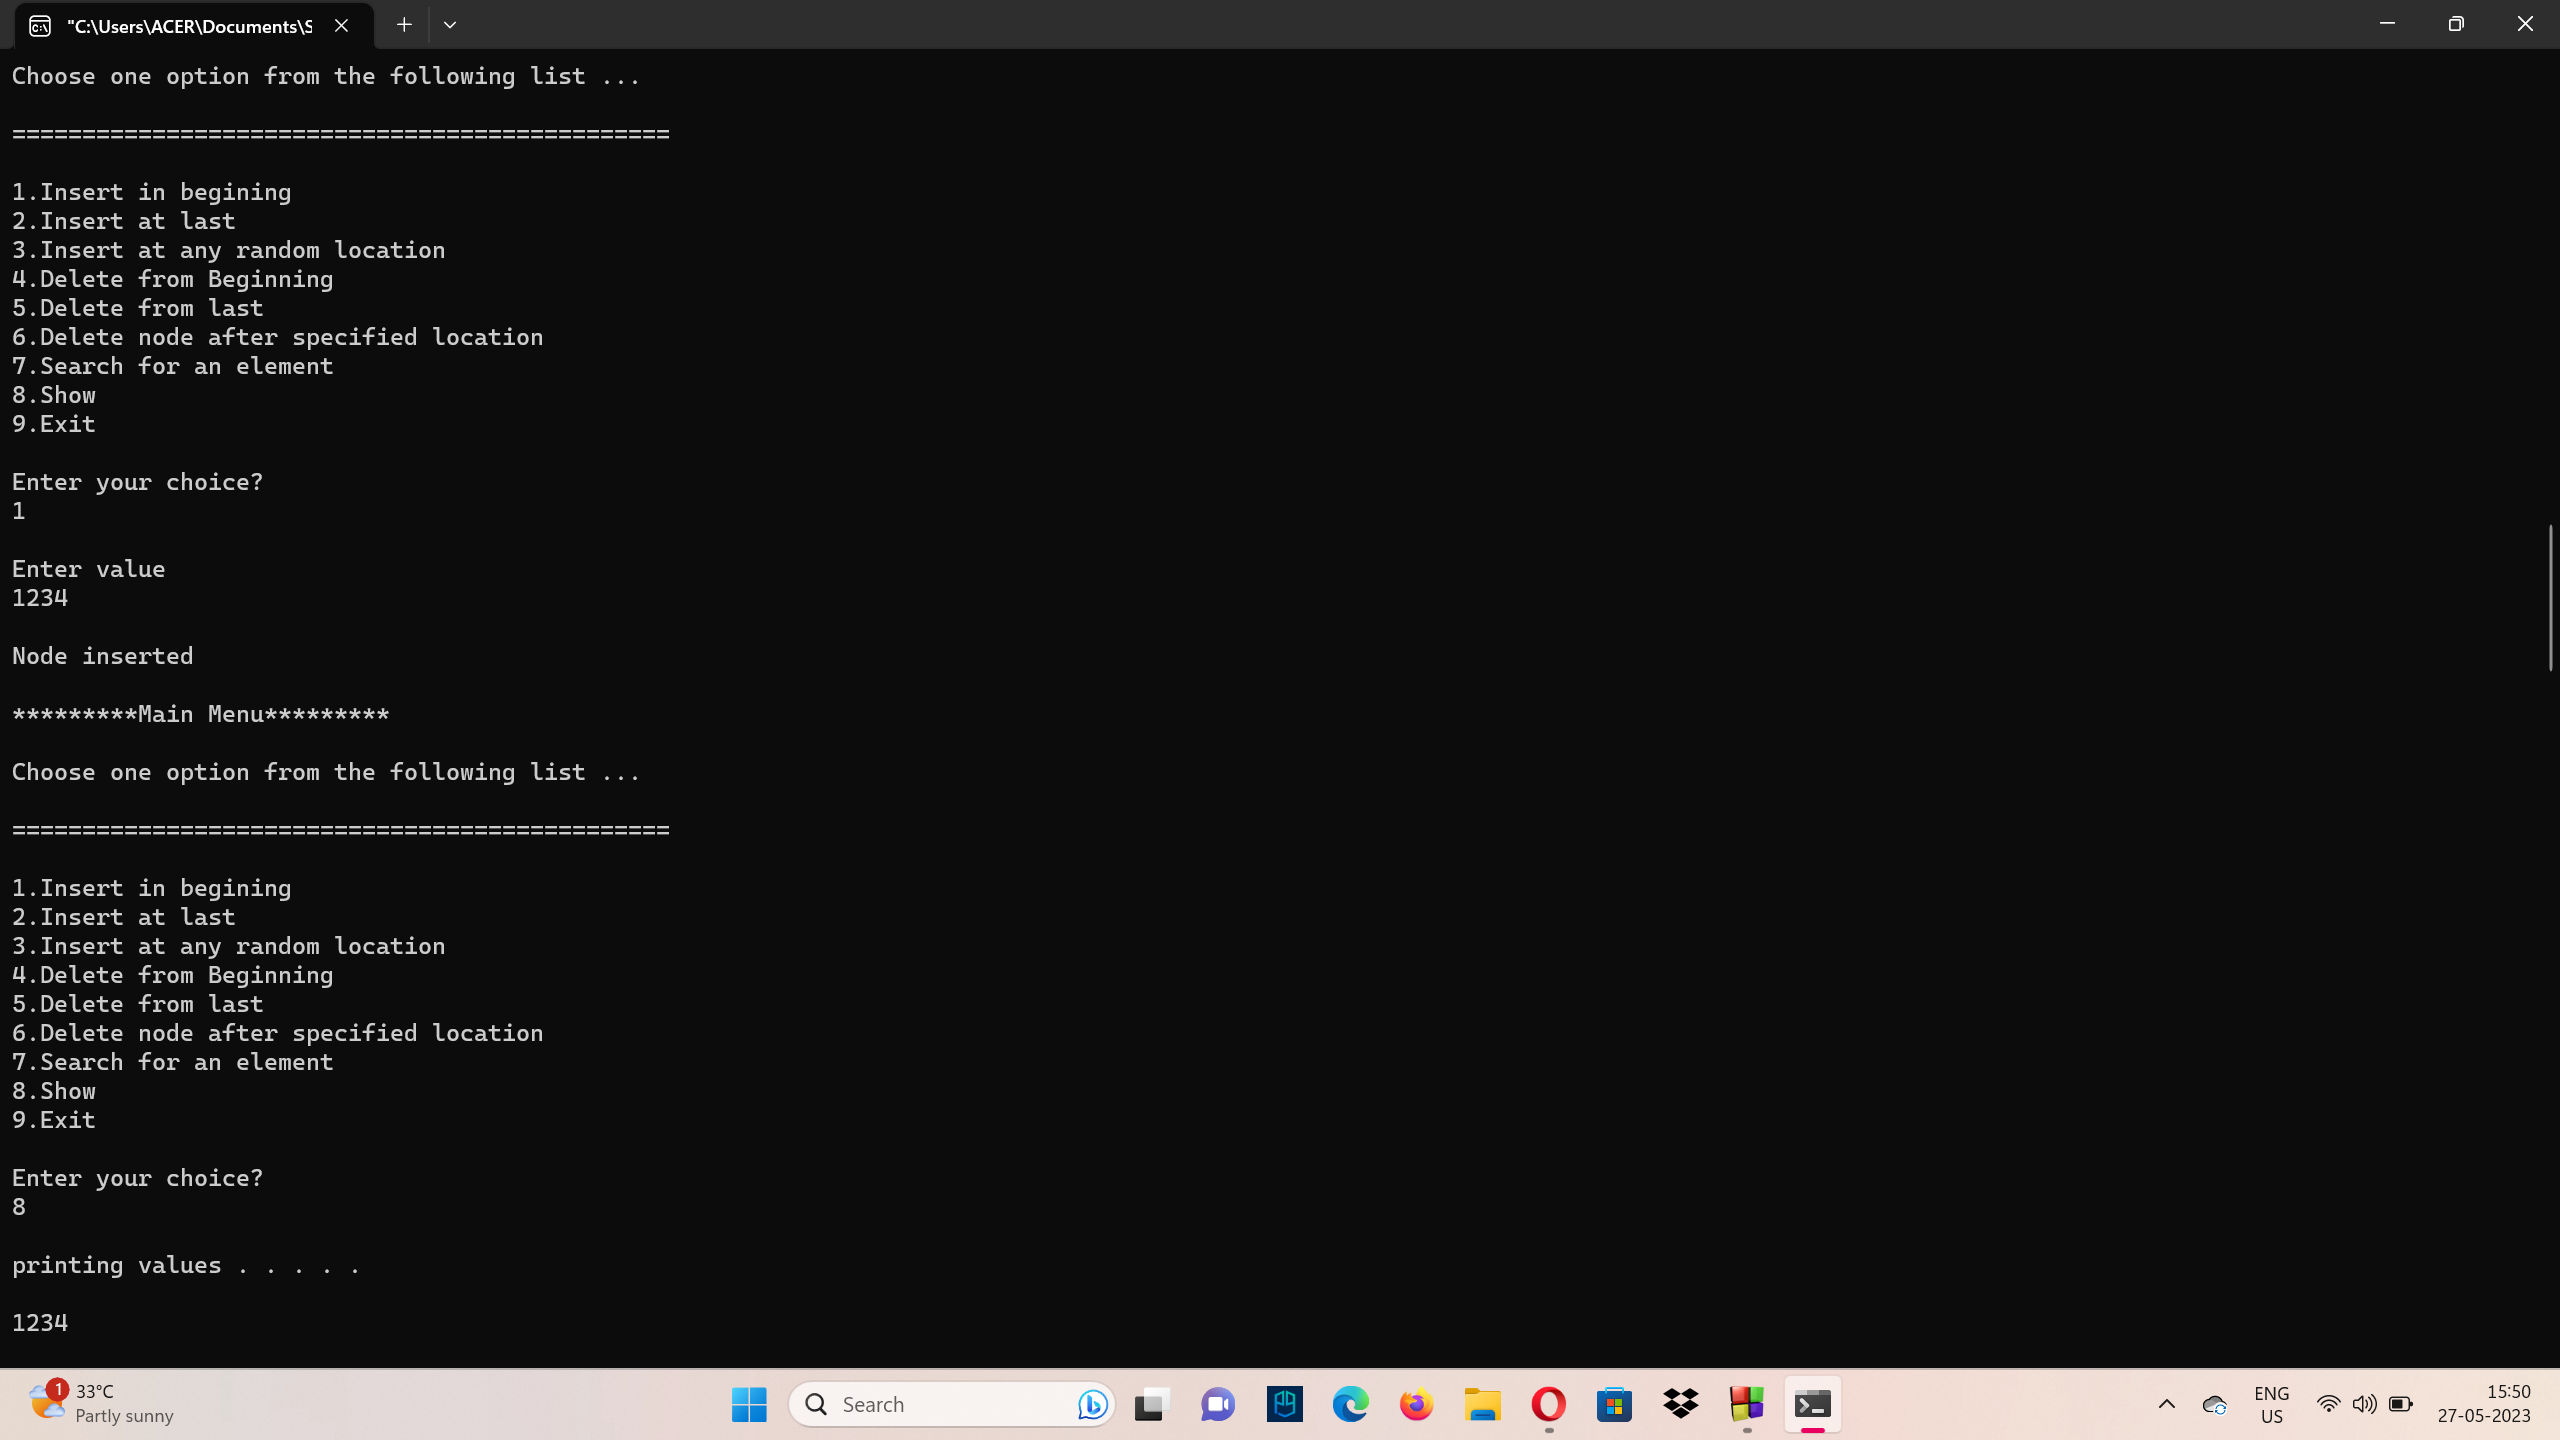 "C:\Users\ACER\Documents\S
Choose one option from the following list ...
===============================================
1.Insert in begining
2.Insert at last
3.Insert at any random location
4.Delete from Beginning
5.Delete from last
6.Delete node after specified location
7.Search for an element
8.Show
9.Exit
Enter your choice?
1
Enter value
1234
Node inserted
*********Main Menu*********
Choose one option from the following list ...
===============================================
1.Insert in begining
2.Insert at last
3.Insert at any random location
4.Delete from Beginning
5.Delete from last
6.Delete node after specified location
7.Search for an element
8.Show
9.Exit
Enter your choice?
8
printing values . . . . .
1234
1
33°C
Partly sunny
Search
ENG
US
15:50
27-05-2023